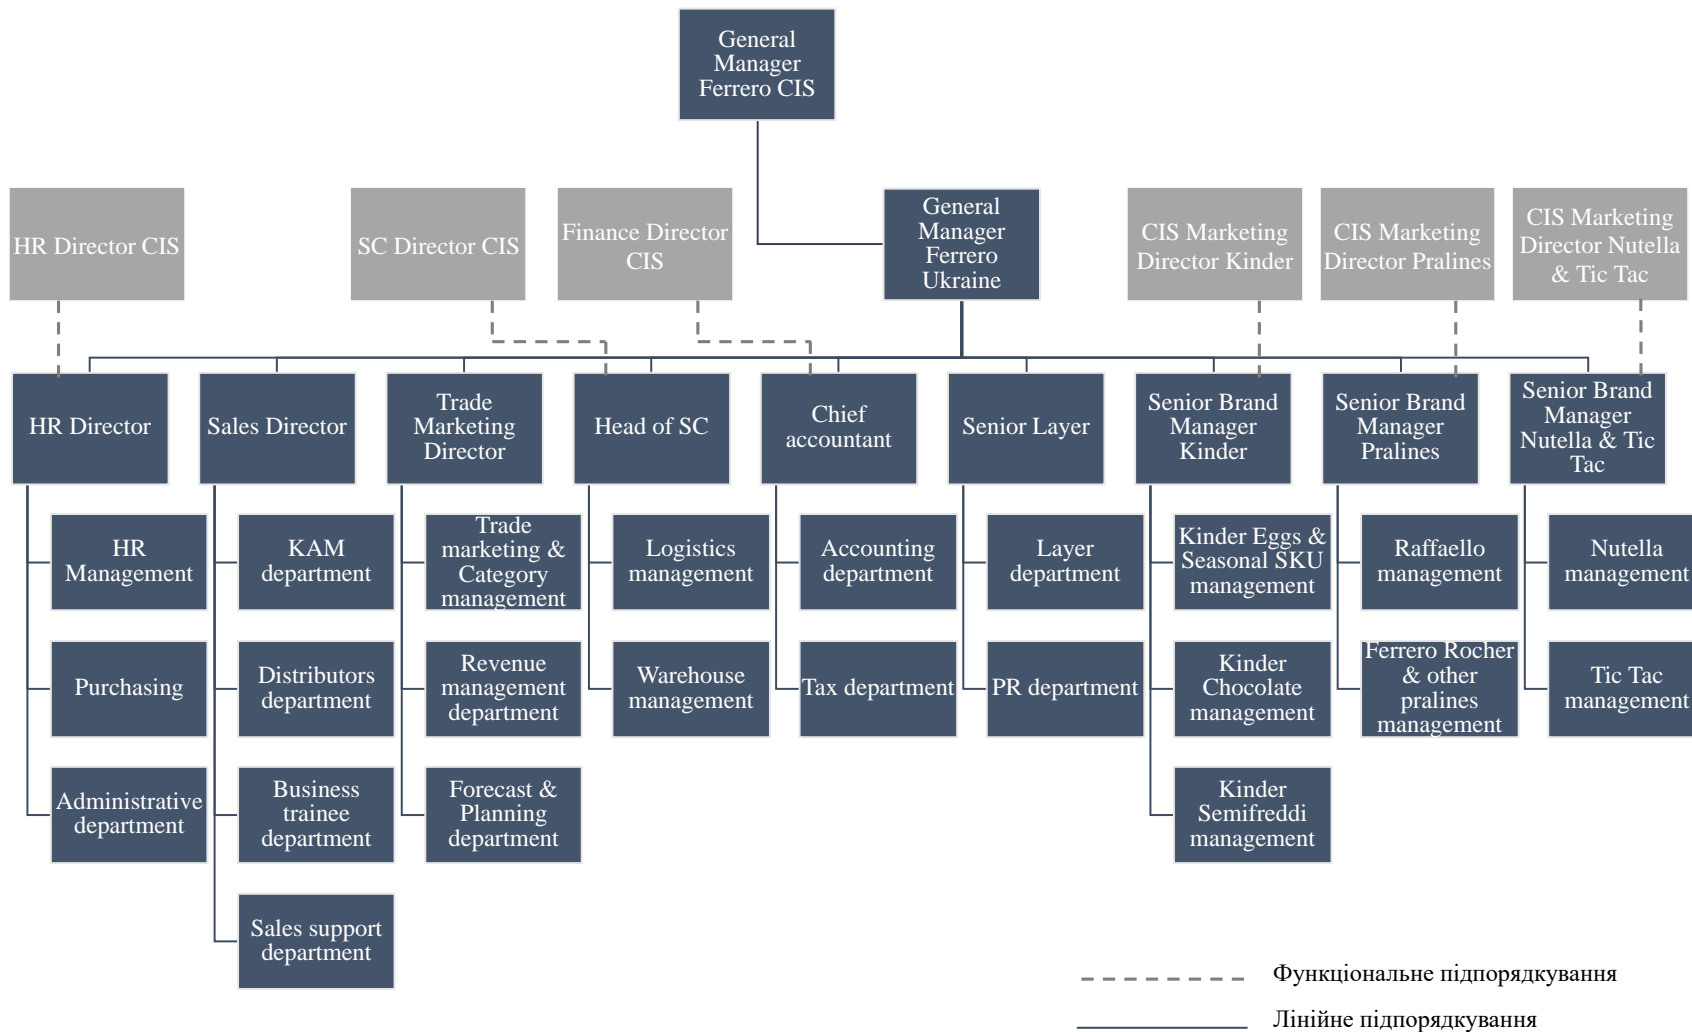 General
Manager
Ferrero CIS
HR Director CIS
SC Director CIS
Finance Director
CIS
General
Manager
Ferrero
Ukraine
CIS Marketing
Director Kinder
CIS Marketing
Director Pralines
CIS Marketing
Director Nutella
& Tic Tac
HR Director
Sales Director
Trade
Marketing
Director
Head of SC
Chief
accountant
Senior Layer
Senior Brand
Manager
Kinder
Senior Brand
Manager
Pralines
Senior Brand
Manager
Nutella & Tic
Tac
HR
Management
KAM
department
Trade
marketing &
Category
management
Logistics
management
Accounting
department
Layer
department
Kinder Eggs &
Seasonal SKU
management
Raffaello
management
Nutella
management
Purchasing
Distributors
department
Revenue
management
department
Warehouse
management
Tax department
PR department
Kinder
Chocolate
management
Ferrero Rocher
& other
pralines
management
Tic Tac
management
Administrative
department
Business
trainee
department
Forecast &
Planning
department
Kinder
Semifreddi
management
Sales support
department
Функціональне підпорядкування
Лінійне підпорядкування